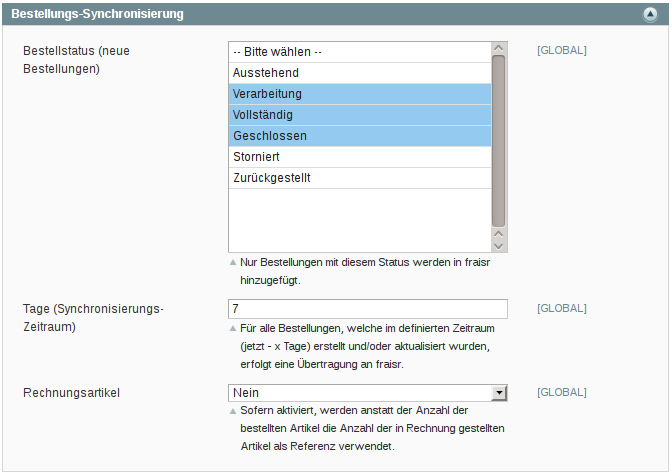 Bestellungs-Synchronisierung
Bestellstatus (neue
Bestellungen)
-- Bitte wählen --
Ausstehend
Verarbeitung
Vollständig
Geschlossen
Storniert
Zurückgestellt
[GLOBAL]
Nur Bestellungen mit diesem Status werden in fraisr
hinzugefügt.
Tage (Synchronisierungs-
Zeitraum)
7
[GLOBAL]
Für alle Bestellungen, welche im definierten Zeitraum
(jetzt - x Tage) erstellt und/oder aktualisiert wurden,
erfolgt eine Übertragung an fraisr.
Rechnungsartikel
Nein
[GLOBAL]
Sofern aktiviert, werden anstatt der Anzahl der
bestellten Artikel die Anzahl der in Rechnung gestellten
Artikel als Referenz verwendet.